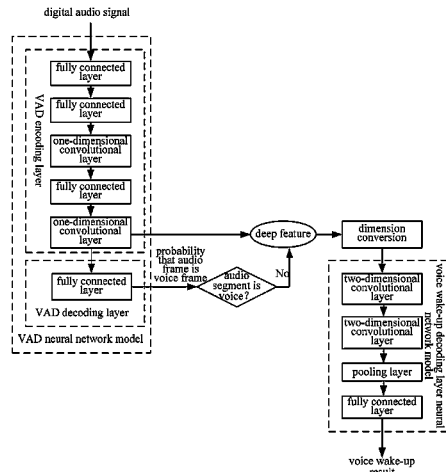 digital audio signal
VAD encoding layer
fully connected
layer
fully connected
layer
one-dimensional
convolutional
layer
fully connected
layer
one-dimensional
convolutional
layer
deep feature
dimension
conversion
probability
that audio
frame is
voice frame
No
fully connected
layer
audio
segment is
voice?
VAD decoding layer
VAD neural network model
voice wake-up decoding layer neural
network model
two-dimensional
convolutional
layer
two-dimensional
convolutional
layer
pooling layer
fully connected
layer
voice wake-up
result